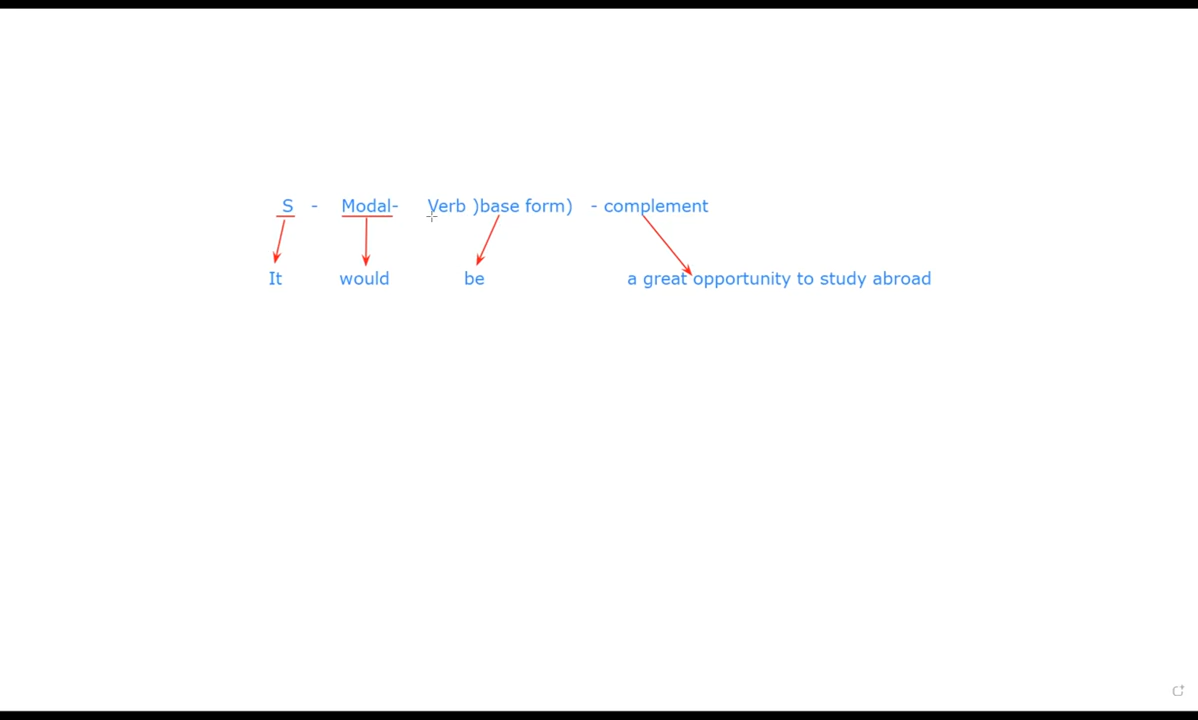 S - Modal- Verb )base form) - complement
It would be a great opportunity to study abroad